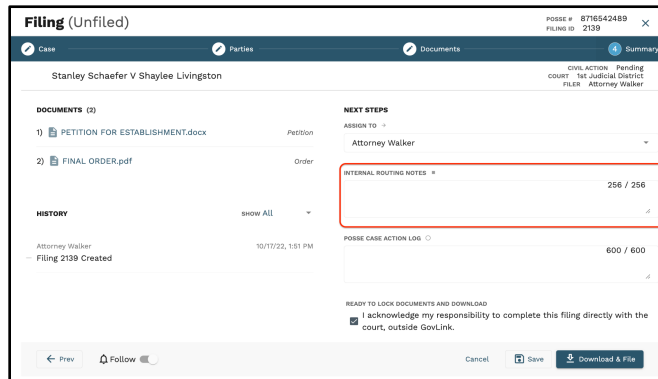 Filing (Unfiled)
POSSE # 8716542489
FILING ID 2139
Case
Parties
Documents
4 Summary
Stanley Schaefer V Shaylee Livingston
CIVIL ACTION Pending
COURT 1st Judicial District
FILER Attorney Walker
DOCUMENTS (2)
1) PETITION FOR ESTABLISHMENT.docx Petition
2) FINAL ORDER.pdf Order
HISTORY SHOW All
Attorney Walker 10/17/22, 1:51 PM
Filing 2139 Created
NEXT STEPS
ASSIGN TO
Attorney Walker
INTERNAL ROUTING NOTES
256 / 256
POSSE CASE ACTION LOG
600 / 600
READY TO LOCK DOCUMENTS AND DOWNLOAD
I acknowledge my responsibility to complete this filing directly with the
court, outside GovLink.
Prev Follow Cancel Save Download & File